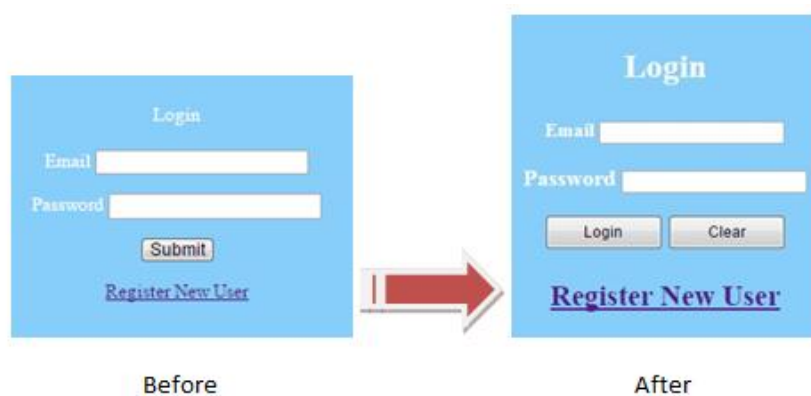 Login
Email
Password
Submit
Register New User
Before
Login
Email
Password
Login Clear
Register New User
After